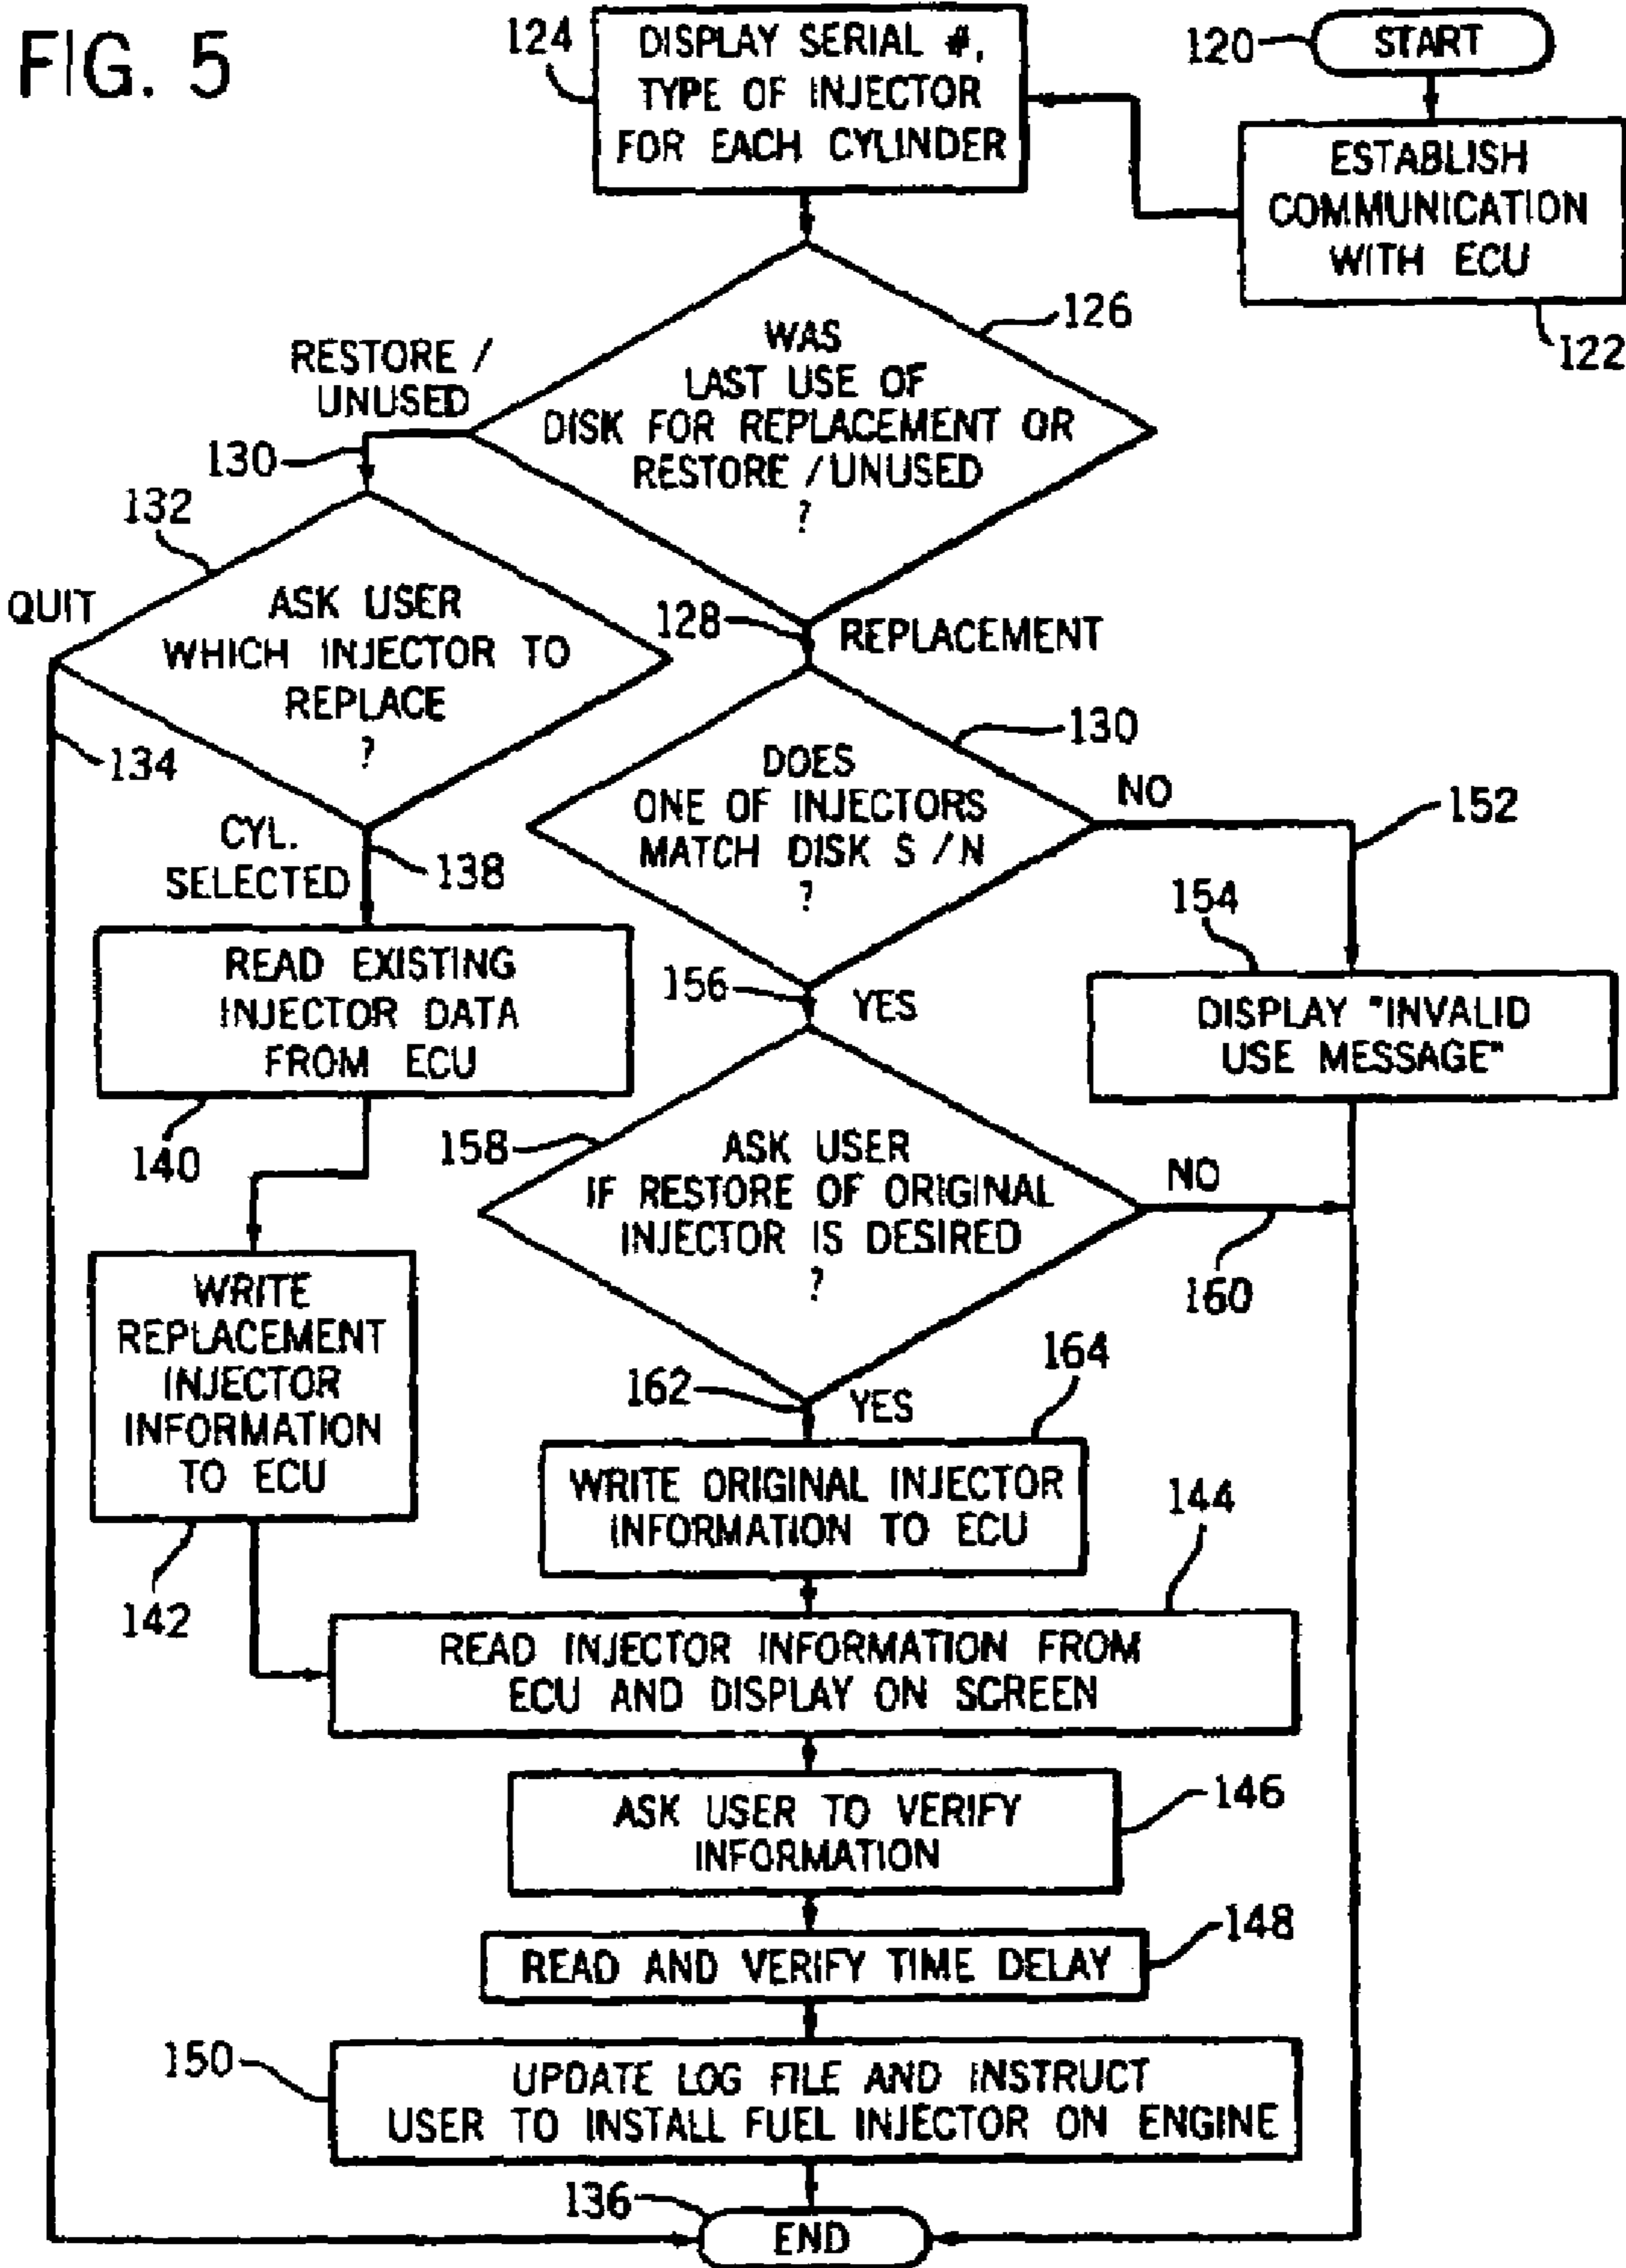 FIG. 5
120
START
ESTABLISH
COMMUNICATION
WITH ECU
122
124
DISPLAY SERIAL #,
TYPE OF INJECTOR
FOR EACH CYLINDER
126
WAS
LAST USE OF
DISK FOR REPLACEMENT OR
RESTORE / UNUSED
?
RESTORE /
UNUSED
130
132
QUIT
ASK USER
WHICH INJECTOR TO
REPLACE
?
134
128
REPLACEMENT
130
DOES
ONE OF INJECTORS
MATCH DISK S / N
?
NO
152
CYL.
SELECTED
138
READ EXISTING
INJECTOR DATA
FROM ECU
140
156
YES
154
DISPLAY "INVALID
USE MESSAGE"
158
ASK USER
IF RESTORE OF ORIGINAL
INJECTOR IS DESIRED
?
NO
160
WRITE
REPLACEMENT
INJECTOR
INFORMATION
TO ECU
142
162
YES
164
WRITE ORIGINAL INJECTOR
INFORMATION TO ECU
144
READ INJECTOR INFORMATION FROM
ECU AND DISPLAY ON SCREEN
ASK USER TO VERIFY
INFORMATION
146
READ AND VERIFY TIME DELAY
148
150
UPDATE LOG FILE AND INSTRUCT
USER TO INSTALL FUEL INJECTOR ON ENGINE
136
END